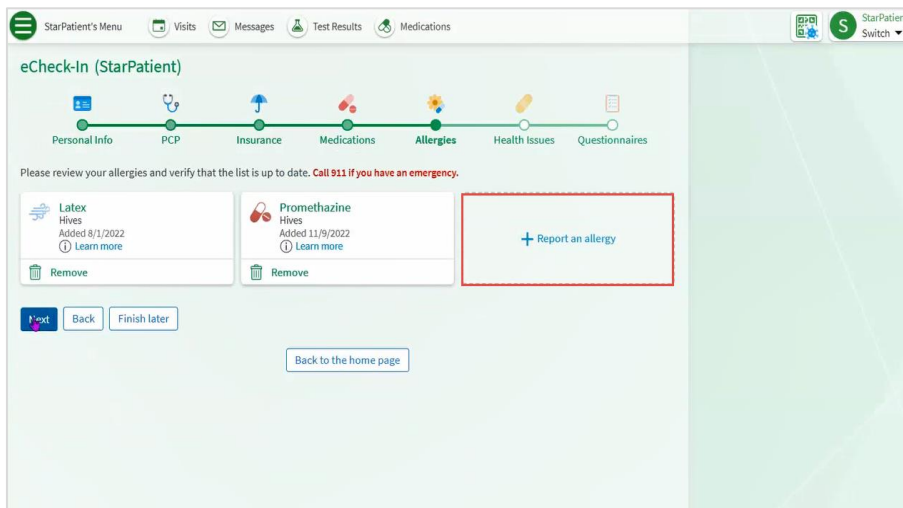 StarPatient's Menu Visits Messages Test Results Medications
S
Switch
eCheck-In (StarPatient)
Personal Info PCP Insurance Medications Allergies Health Issues Questionnaires
Please review your allergies and verify that the list is up to date. Call 911 if you have an emergency.
Latex
Hives
Added 8/1/2022
Learn more
Remove
Promethazine
Hives
Added 11/9/2022
Learn more
Remove
+ Report an allergy
Next Back Finish later
Back to the home page